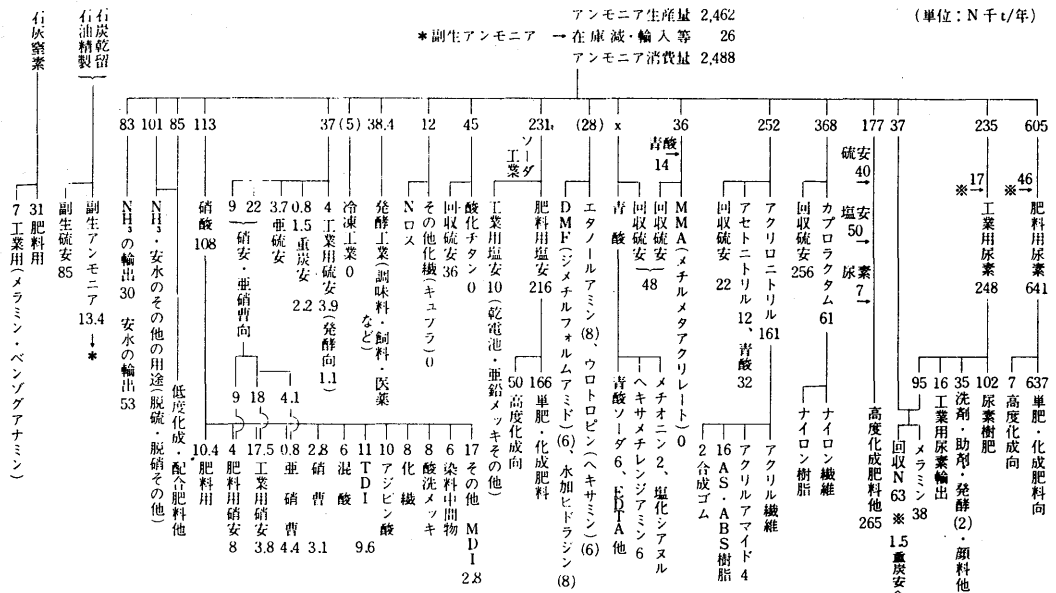 アンモニア生産量 2,462
(単位：N千t/年)
*副生アンモニア → 在庫減・輸入等 26
アンモニア消費量 2,488
石灰窒素
石炭乾留
石油精製
83 101 85 113 37 (5) 38.4 12 45 231 (28) x 36 252 368 177 37 235 605
ソーダ工業
青酸 14
硫安 40
塩安 50
尿素 7
※ 17
※ 46
7 工業用(メラミン・ベンゾグアナミン)
31 肥料用
副生硫安 85
副生アンモニア 13.4 → *
NH₃の輸出 30
安水の輸出 53
NH₃・安水のその他の用途(脱硫・脱硝その他)
低度化成・配合肥料他
硝酸 108
9 22
硝安・亜硝曹向
3.7 亜硫安
0.8
1.5 重炭安 2.2
4 工業用硫安 3.9 (発酵向 1.1)
冷凍工業 0
発酵工業(調味料・飼料・医薬など)
Nロス
その他化繊(キュプラ) 0
回収硫安 36
酸化チタン 0
工業用塩安 10 (乾電池・亜鉛メッキその他)
肥料用塩安 216
DMF(ジメチルフォルムアミド)(6)、水加ヒドラジン(8)
エタノールアミン(8)、ウロトロピン(ヘキサミン)(6)
青酸
回収硫安
回収硫安
48
MMA(メチルメタアクリレート) 0
回収硫安 22
アセトニトリル 12、青酸 32
アクリロニトリル 161
回収硫安 256
カプロラクタム 61
工業用尿素 248
肥料用尿素 641
9 18 4.1
10.4 肥料用
4 肥料用硝安 8
17.5 工業用硝安 3.8
0.8 亜硝曹 4.4
2.8 硝曹 3.1
6 混酸
11 TDI 9.6
10 アジピン酸
8 化繊
8 酸洗メッキ
6 染料中間物
17 その他 MDI 2.8
50 高度化成向
166 単肥・化成肥料
青酸ソーダ 6、EDTA他
ヘキサメチレンジアミン 6
メチオニン 2、塩化シアヌル
2 合成ゴム
16 AS・ABS樹脂
アクリルアマイド 4
アクリル繊維
ナイロン樹脂
ナイロン繊維
高度化成肥料他 265
回収N 63 ※ 1.5 重炭安
95
メラミン 38
16 工業用尿素輸出
35 洗剤・助剤・発酵(2)・顔料他
102 尿素樹脂
7 高度化成向
637 単肥・化成肥料向